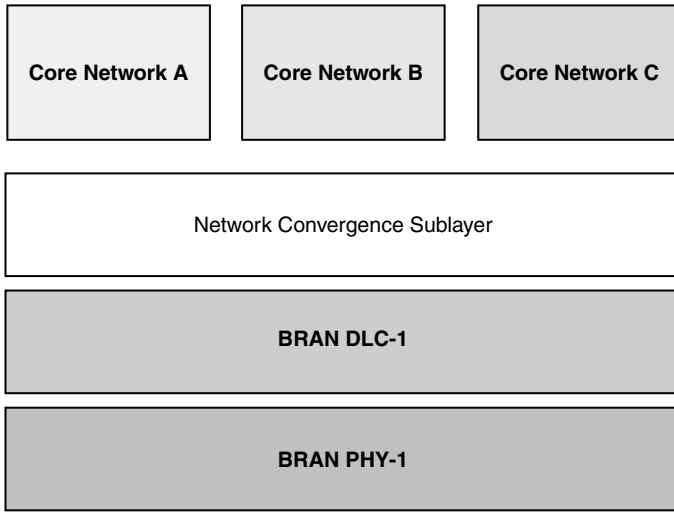 Core Network A
Core Network B
Core Network C
Network Convergence Sublayer
BRAN DLC-1
BRAN PHY-1